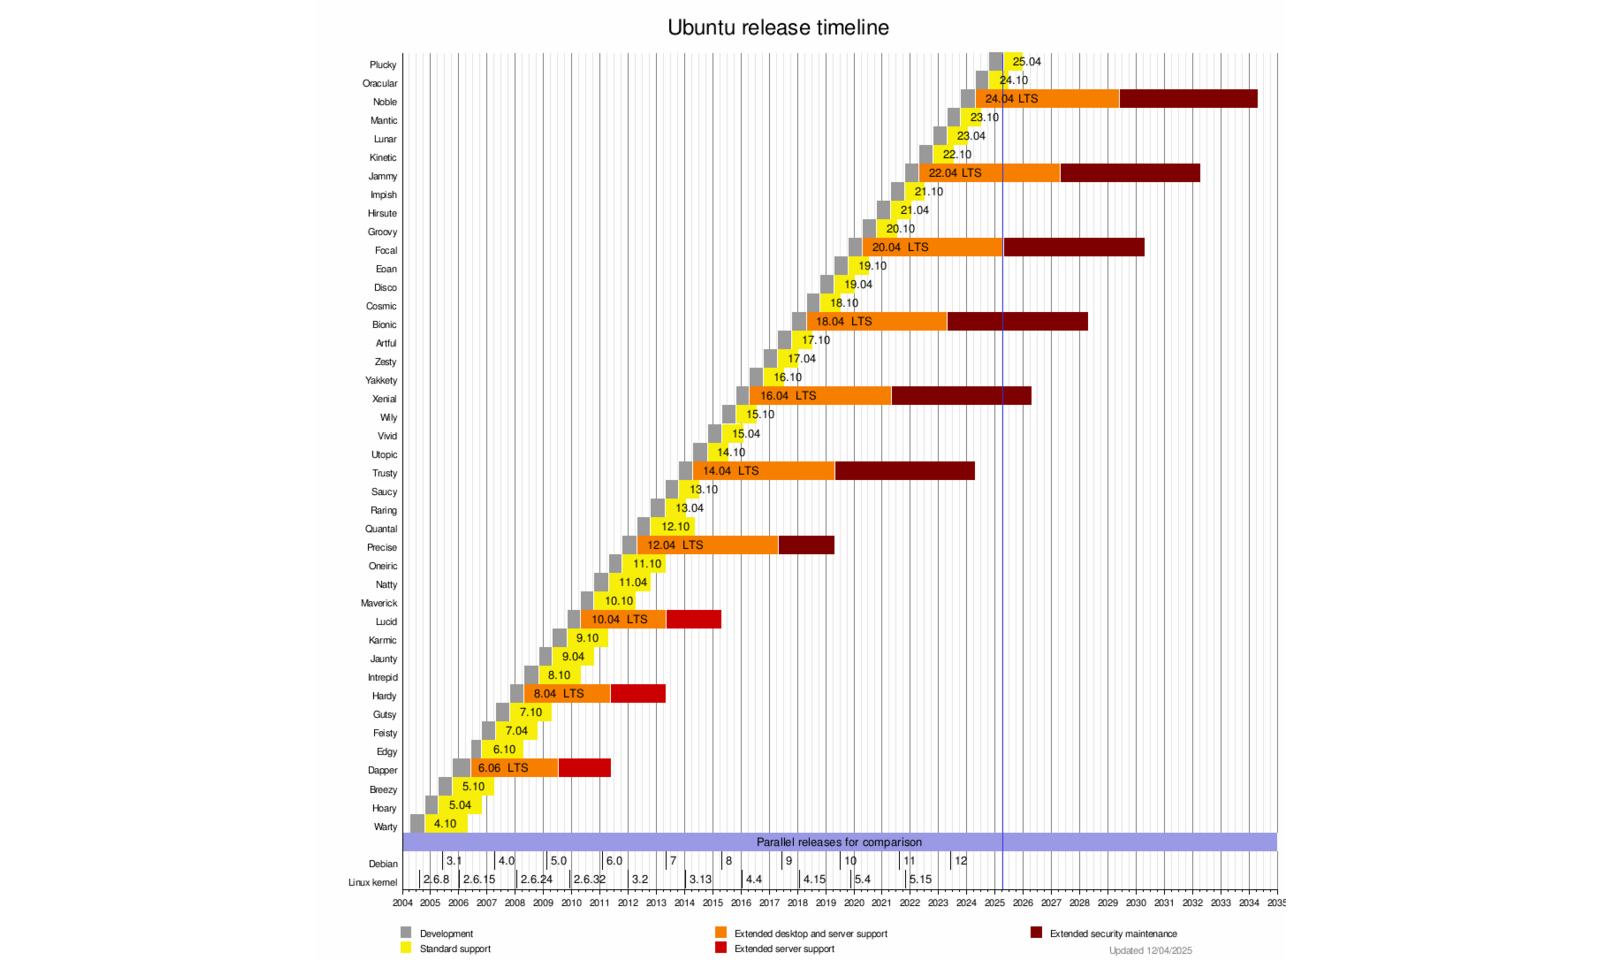 Ubuntu release timeline
Plucky 25.04
Oracular 24.10
Noble 24.04 LTS
Mantic 23.10
Lunar 23.04
Kinetic 22.10
Jammy 22.04 LTS
Impish 21.10
Hirsute 21.04
Groovy 20.10
Focal 20.04 LTS
Eoan 19.10
Disco 19.04
Cosmic 18.10
Bionic 18.04 LTS
Artful 17.10
Zesty 17.04
Yakkety 16.10
Xenial 16.04 LTS
Wily 15.10
Vivid 15.04
Utopic 14.10
Trusty 14.04 LTS
Saucy 13.10
Raring 13.04
Quantal 12.10
Precise 12.04 LTS
Oneiric 11.10
Natty 11.04
Maverick 10.10
Lucid 10.04 LTS
Karmic 9.10
Jaunty 9.04
Intrepid 8.10
Hardy 8.04 LTS
Gutsy 7.10
Feisty 7.04
Edgy 6.10
Dapper 6.06 LTS
Breezy 5.10
Hoary 5.04
Warty 4.10
Parallel releases for comparison
Debian 3.1 4.0 5.0 6.0 7 8 9 10 11 12
Linux kernel 2.6.8 2.6.15 2.6.24 2.6.32 3.2 3.13 4.4 4.15 5.4 5.15
2004 2005 2006 2007 2008 2009 2010 2011 2012 2013 2014 2015 2016 2017 2018 2019 2020 2021 2022 2023 2024 2025 2026 2027 2028 2029 2030 2031 2032 2033 2034 2035
Development Extended desktop and server support Extended security maintenance
Standard support Extended server support
Updated 12/04/2025